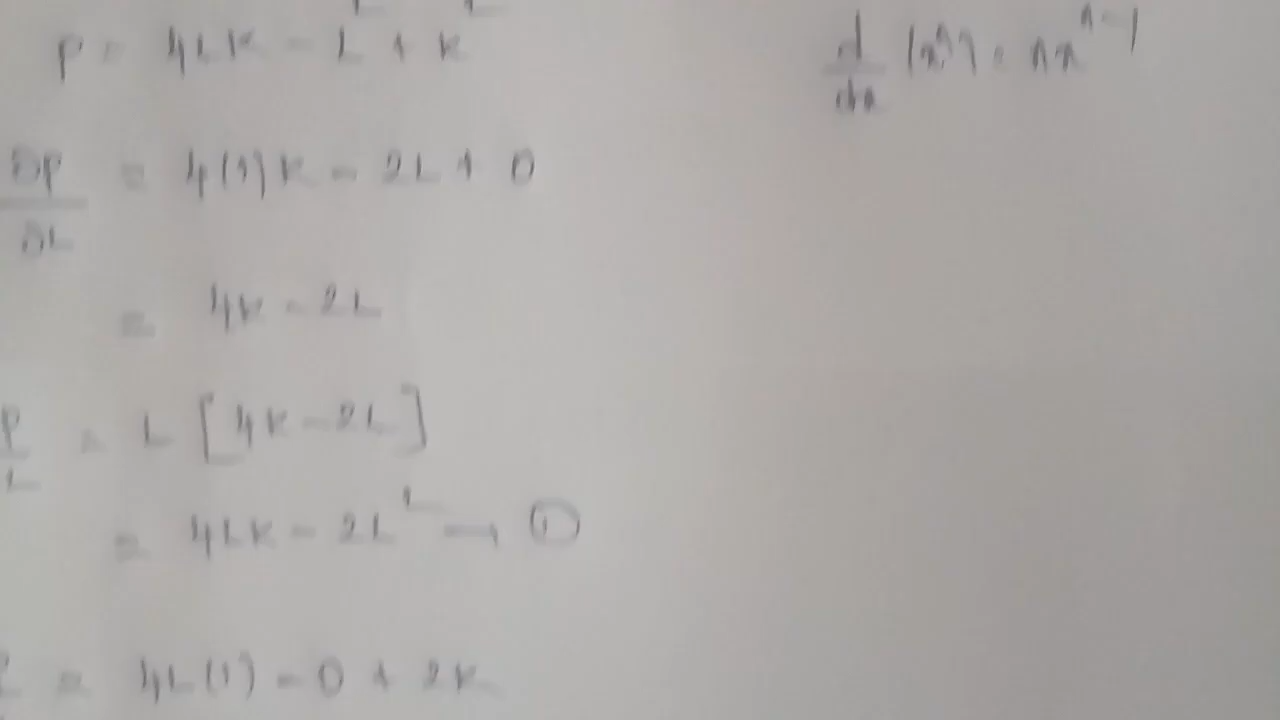 P = 4LK - L² + K²
d/dx (xⁿ) = nxⁿ⁻¹
∂P/∂L = 4(1)K - 2L + 0
= 4K - 2L
P/L = L [4K - 2L]
= 4LK - 2L² → ①
= 4L(1) - 0 + 2K